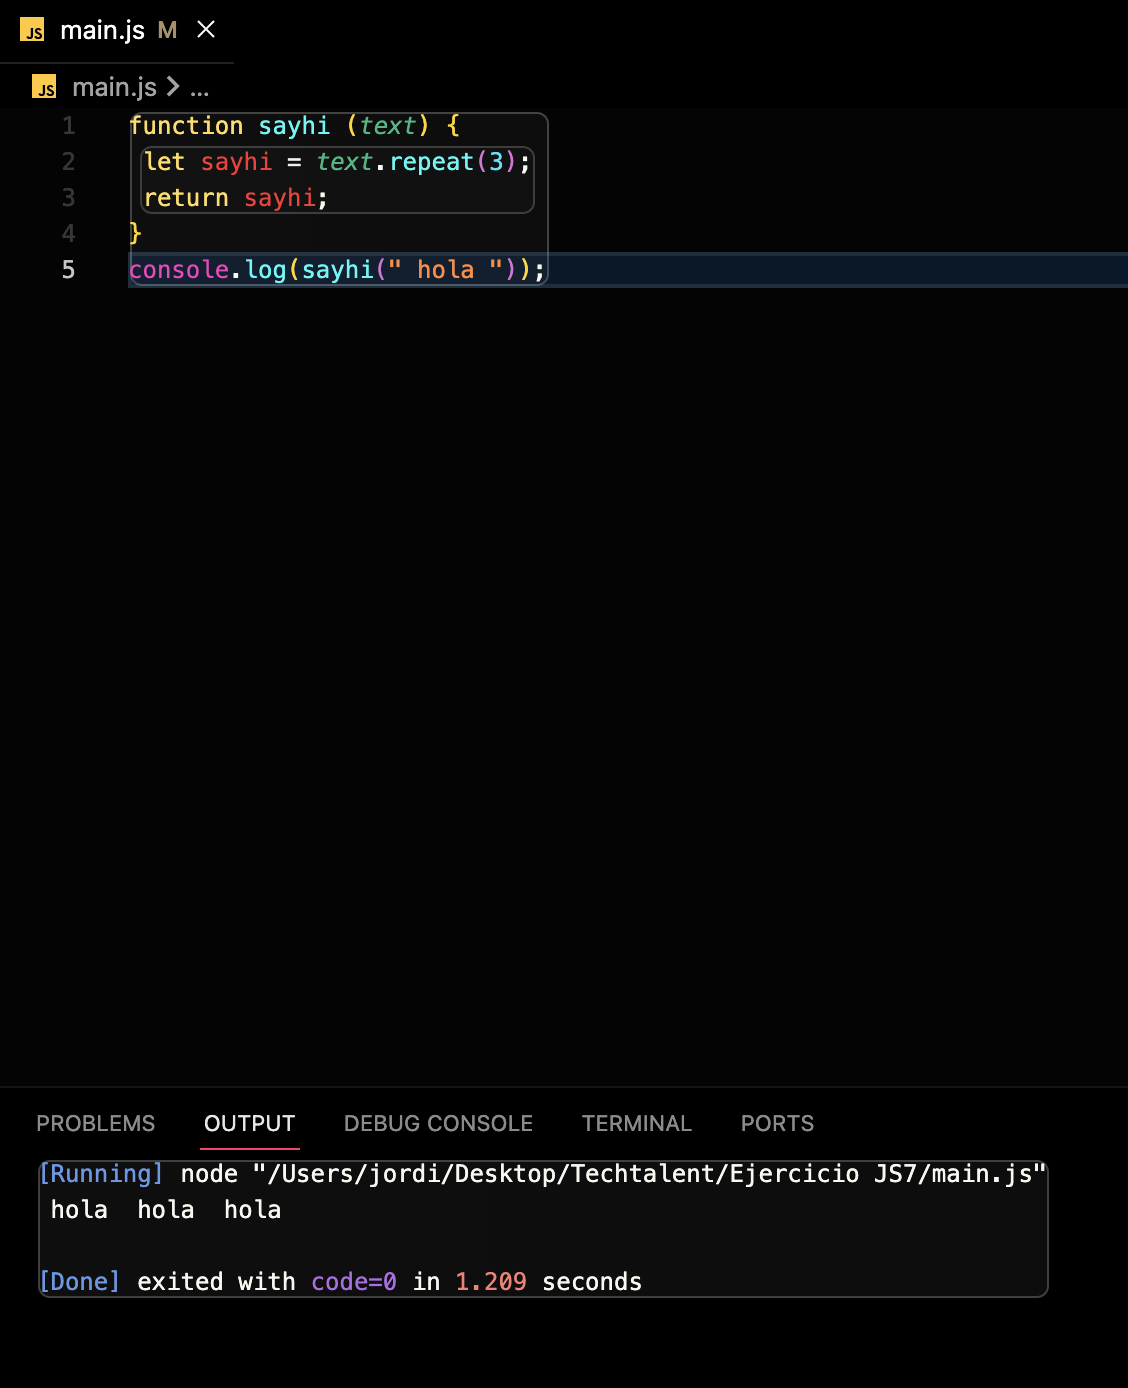 JS main.js M ×
JS main.js > ...
1 function sayhi (text) {
2 let sayhi = text.repeat(3);
3 return sayhi;
4 }
5 console.log(sayhi(" hola "));
PROBLEMS OUTPUT DEBUG CONSOLE TERMINAL PORTS
[Running] node "/Users/jordi/Desktop/Techtalent/Ejercicio JS7/main.js"
 hola  hola  hola
[Done] exited with code=0 in 1.209 seconds